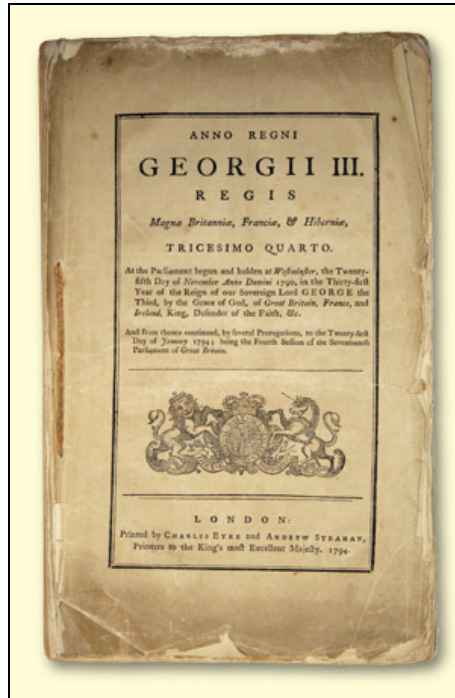 ANNO REGNI
GEORGII III.
REGIS
Magnæ Britanniæ, Franciæ, & Hiberniæ,
TRICESIMO QUARTO.
At the Parliament begun and holden at Westminster, the Twenty-
fifth Day of November Anno Domini 1790, in the Thirty-first
Year of the Reign of our Sovereign Lord GEORGE the
Third, by the Grace of God, of Great Britain, France, and
Ireland, King, Defender of the Faith, &c.
And from thence continued, by several Prorogations, to the Twenty-first
Day of January 1794; being the Fourth Session of the Seventeenth
Parliament of Great Britain.
LONDON:
Printed by CHARLES EYRE and ANDREW STRAHAN,
Printers to the King's most Excellent Majesty. 1794.